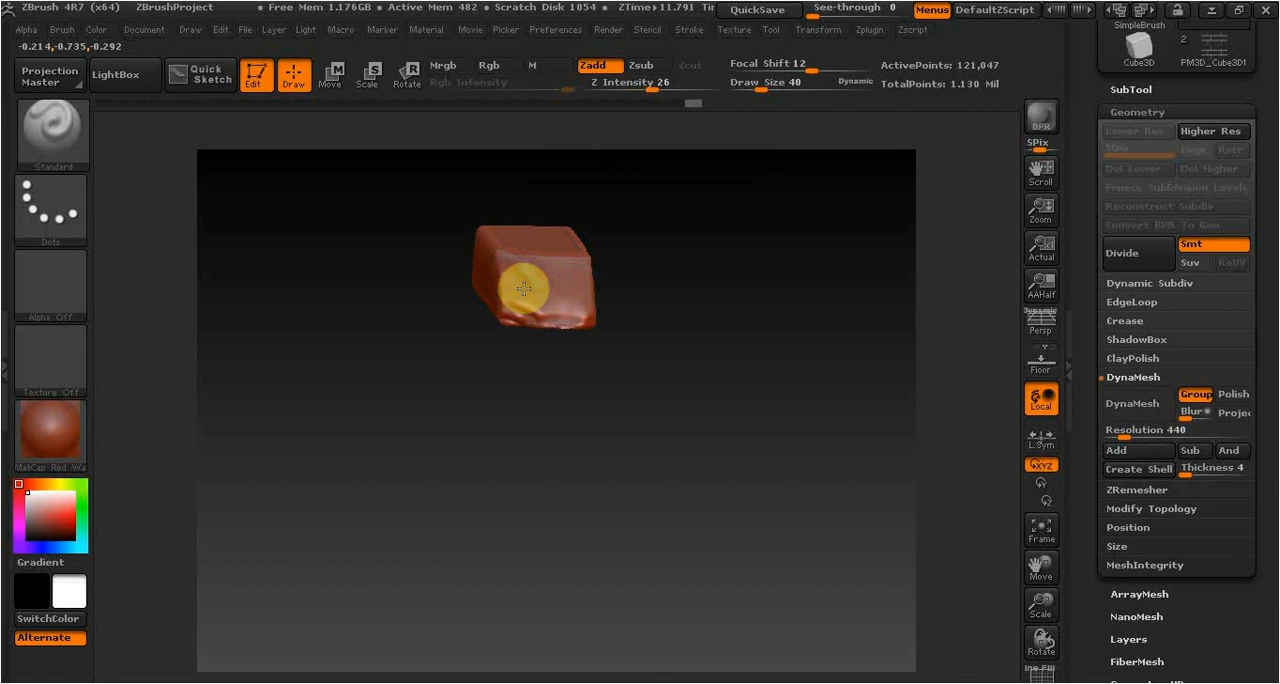 ZBrush 4R7 (x64) ZBrushProject • Free Mem 1.176GB • Active Mem 482 • Scratch Disk 1054 • ZTime▸11.791 QuickSave See-through 0 Menus DefaultZScript
Alpha Brush Color Document Draw Edit File Layer Light Macro Marker Material Movie Picker Preferences Render Stencil Stroke Texture Tool Transform Zplugin Zscript
-0.214,-0.735,-0.292
Projection Master
LightBox
Quick Sketch
Edit
Draw
Move
Scale
Rotate
Mrgb Rgb M
Rgb Intensity
Zadd Zsub Zcut
Z Intensity 26
Focal Shift 12
Draw Size 40 Dynamic
ActivePoints: 121,047
TotalPoints: 1.130 Mil
Standard
Dots
Alpha Off
Texture Off
MatCap Red Wa
Gradient
SwitchColor
Alternate
BPR
SPix
Scroll
Zoom
Actual
AAHalf
Dynamic
Persp
Floor
Local
L.Sym
XYZ
Frame
Move
Scale
Rotate
SimpleBrush
2
Cube3D PM3D_Cube3D1
SubTool
Geometry
Lower Res Higher Res
SDiv Cage Rstr
Del Lower Del Higher
Freeze SubDivision Levels
Reconstruct Subdiv
Convert BPR To Geo
Divide
Smt
Suv ReUV
Dynamic Subdiv
EdgeLoop
Crease
ShadowBox
ClayPolish
DynaMesh
DynaMesh
Group Polish
Blur Projec
Resolution 440
Add Sub And
Create Shell Thickness 4
ZRemesher
Modify Topology
Position
Size
MeshIntegrity
ArrayMesh
NanoMesh
Layers
FiberMesh